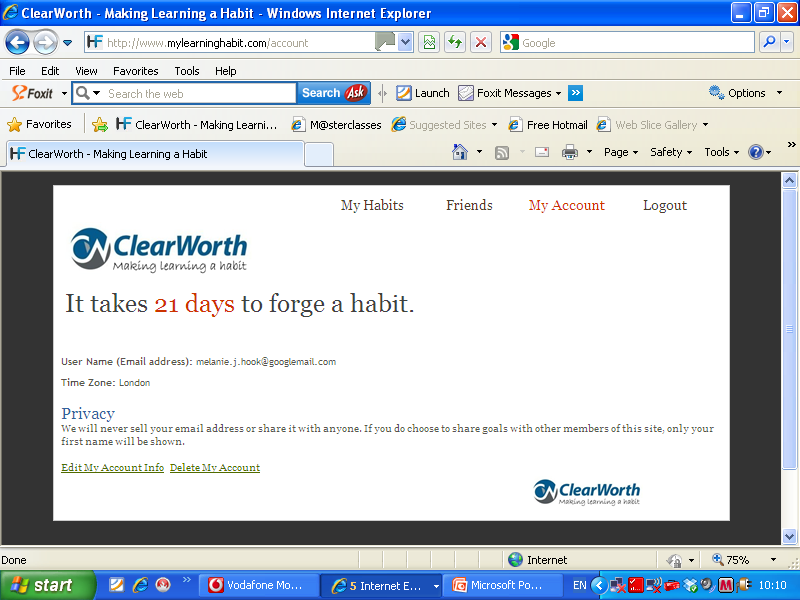 ClearWorth - Making Learning a Habit - Windows Internet Explorer
http://www.mylearninghabit.com/account
Google
File Edit View Favorites Tools Help
Foxit Search the web Search Ask Launch Foxit Messages » Options
Favorites HF ClearWorth - Making Learni... M@sterclasses Suggested Sites Free Hotmail Web Slice Gallery
HF ClearWorth - Making Learning a Habit Page Safety Tools »
My Habits Friends My Account Logout
ClearWorth
Making learning a habit
It takes 21 days to forge a habit.
User Name (Email address): melanie.j.hook@googlemail.com
Time Zone: London
Privacy
We will never sell your email address or share it with anyone. If you do choose to share goals with other members of this site, only your
first name will be shown.
Edit My Account Info Delete My Account
ClearWorth
Making learning a habit
Done Internet 75%
start » Vodafone Mo... 5 Internet E... Microsoft Po... EN 10:10